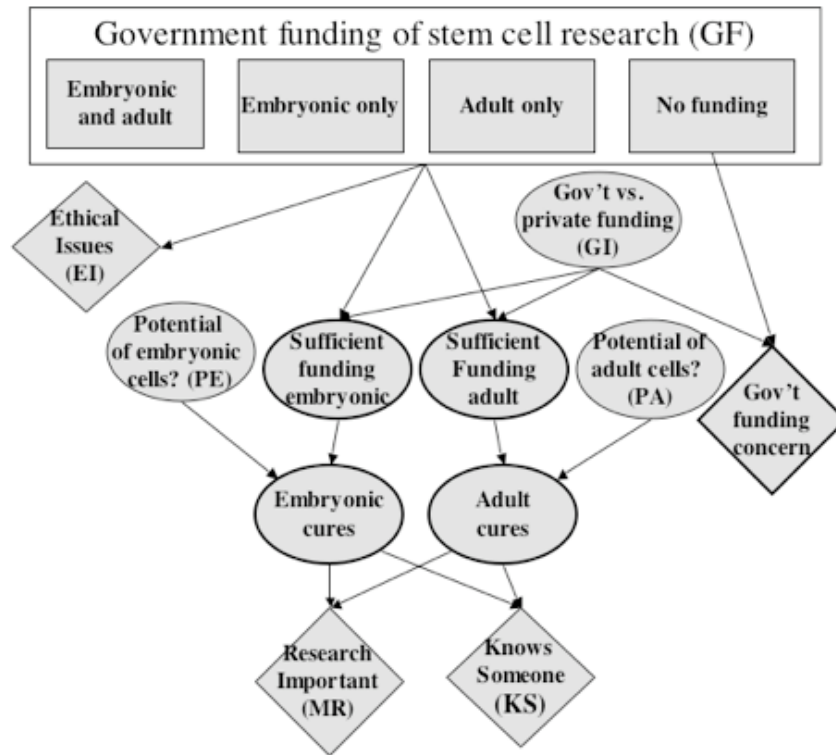 Government funding of stem cell research (GF)
Embryonic
and adult
Embryonic only
Adult only
No funding
Ethical
Issues
(EI)
Gov't vs.
private funding
(GI)
Potential
of embryonic
cells? (PE)
Sufficient
funding
embryonic
Sufficient
Funding
adult
Potential of
adult cells?
(PA)
Gov't
funding
concern
Embryonic
cures
Adult
cures
Research
Important
(MR)
Knows
Someone
(KS)